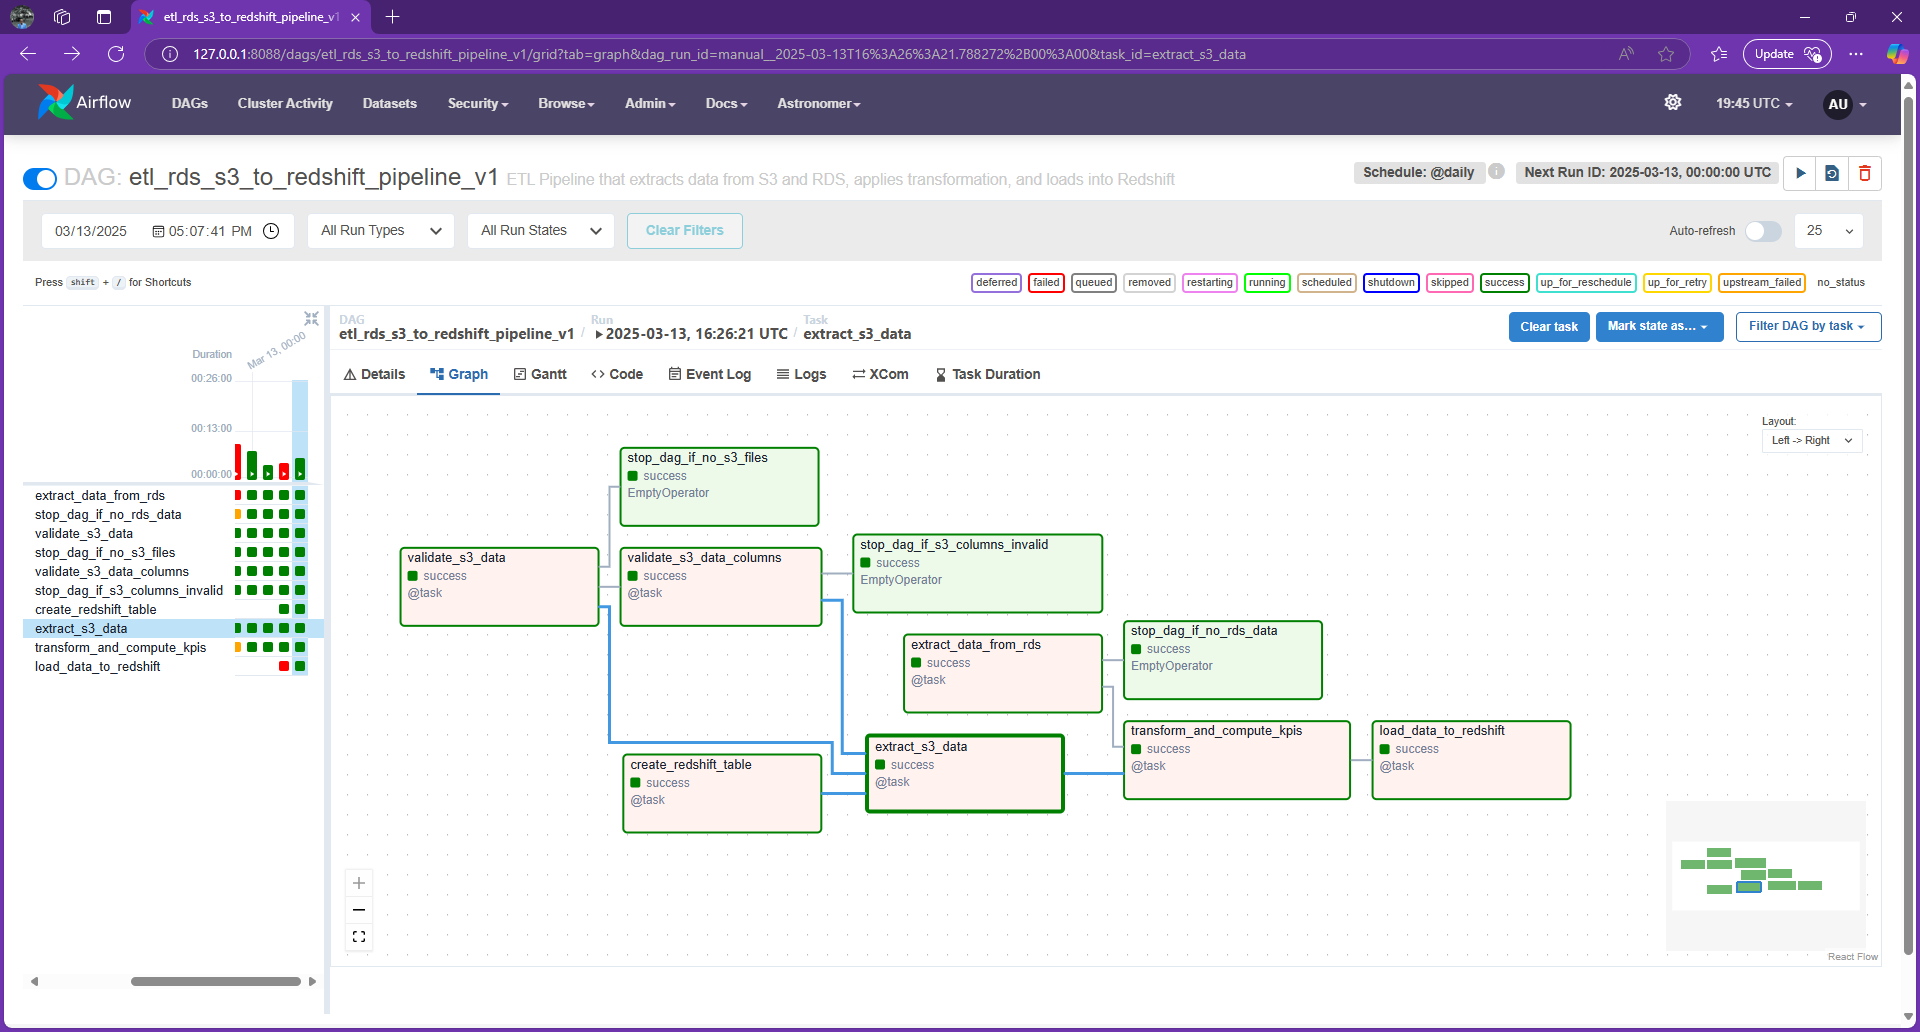 etl_rds_s3_to_redshift_pipeline_v1
127.0.0.1:8088/dags/etl_rds_s3_to_redshift_pipeline_v1/grid?tab=graph&dag_run_id=manual__2025-03-13T16%3A26%3A21.788272%2B00%3A00&task_id=extract_s3_data
Update
Airflow DAGs Cluster Activity Datasets Security Browse Admin Docs Astronomer 19:45 UTC AU
DAG: etl_rds_s3_to_redshift_pipeline_v1 ETL Pipeline that extracts data from S3 and RDS, applies transformation, and loads into Redshift
Schedule: @daily Next Run ID: 2025-03-13, 00:00:00 UTC
03/13/2025 05:07:41 PM All Run Types All Run States Clear Filters Auto-refresh 25
Press shift + / for Shortcuts
deferred failed queued removed restarting running scheduled shutdown skipped success up_for_reschedule up_for_retry upstream_failed no_status
Duration
Mar 13, 00:00
00:26:00
00:13:00
00:00:00
extract_data_from_rds
stop_dag_if_no_rds_data
validate_s3_data
stop_dag_if_no_s3_files
validate_s3_data_columns
stop_dag_if_s3_columns_invalid
create_redshift_table
extract_s3_data
transform_and_compute_kpis
load_data_to_redshift
DAG Run Task
etl_rds_s3_to_redshift_pipeline_v1 / 2025-03-13, 16:26:21 UTC / extract_s3_data
Clear task Mark state as... Filter DAG by task
Details Graph Gantt Code Event Log Logs XCom Task Duration
Layout:
Left -> Right
stop_dag_if_no_s3_files
success
EmptyOperator
validate_s3_data
success
@task
validate_s3_data_columns
success
@task
stop_dag_if_s3_columns_invalid
success
EmptyOperator
extract_data_from_rds
success
@task
stop_dag_if_no_rds_data
success
EmptyOperator
create_redshift_table
success
@task
extract_s3_data
success
@task
transform_and_compute_kpis
success
@task
load_data_to_redshift
success
@task
React Flow